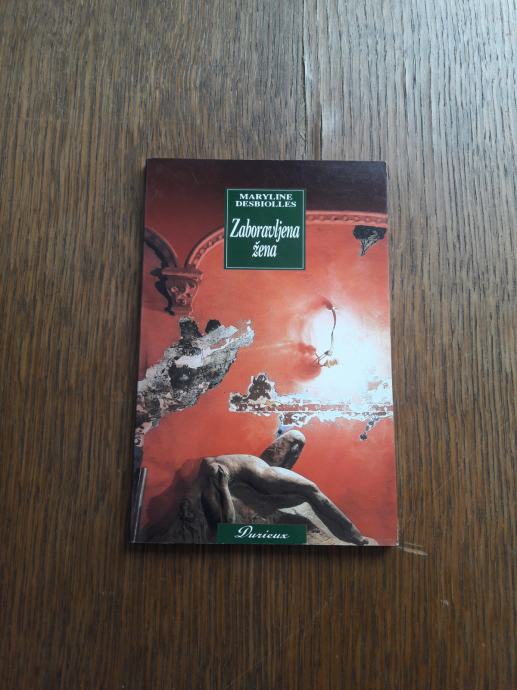 MARYLINE
DESBIOLLES
Zaboravljena
žena
Durieux